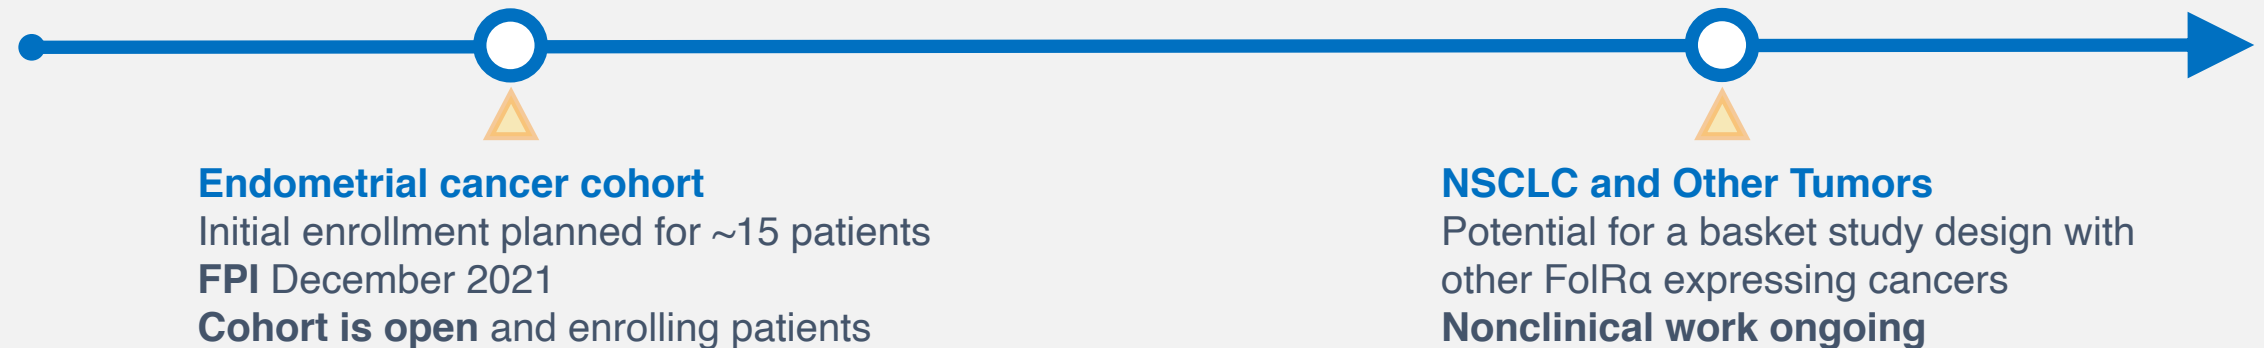 Endometrial cancer cohort
Initial enrollment planned for ~15 patients
FPI December 2021
Cohort is open and enrolling patients
NSCLC and Other Tumors
Potential for a basket study design with
other FolRα expressing cancers
Nonclinical work ongoing